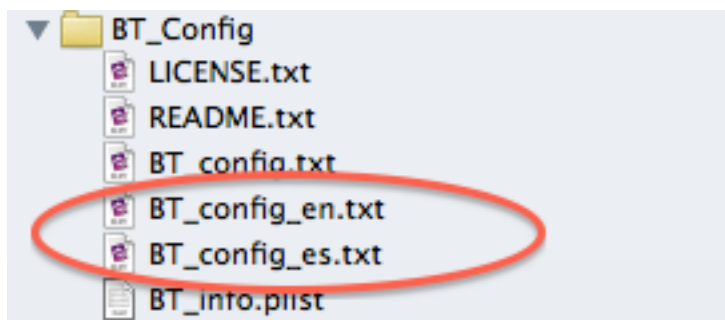 BT_Config
LICENSE.txt
README.txt
BT_config.txt
BT_config_en.txt
BT_config_es.txt
BT_info.plist